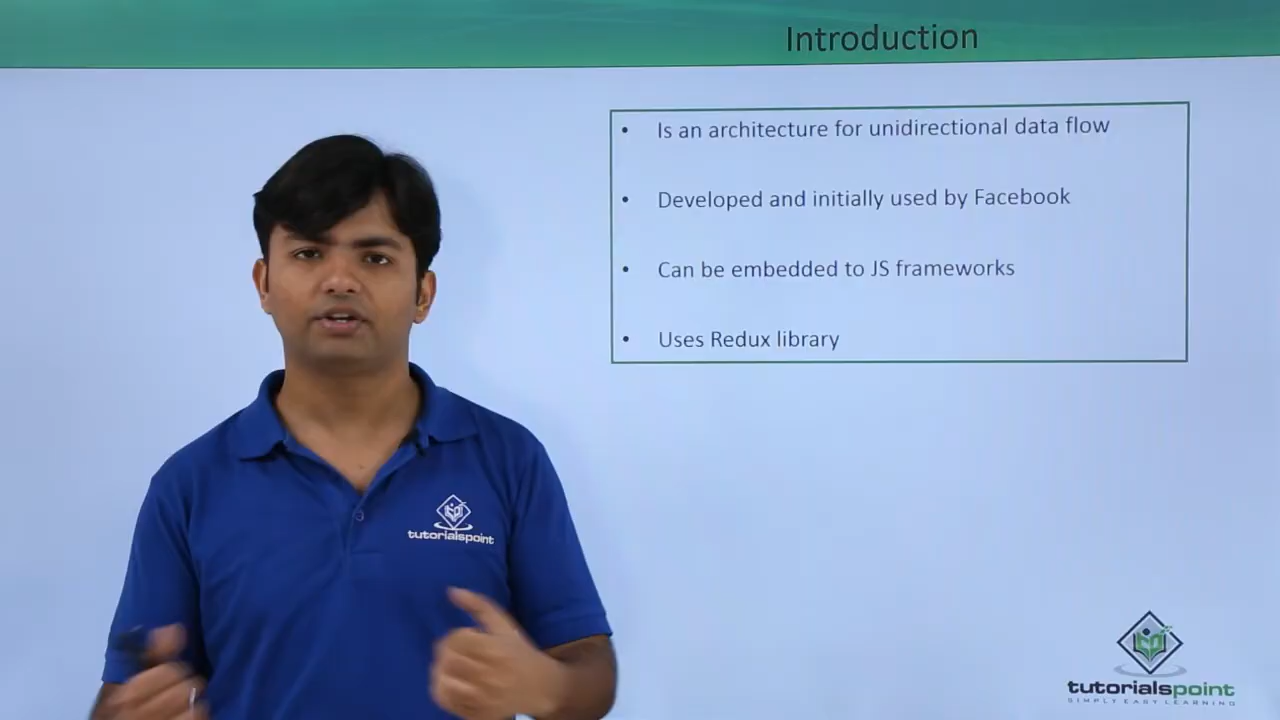 Introduction
• Is an architecture for unidirectional data flow
• Developed and initially used by Facebook
• Can be embedded to JS frameworks
• Uses Redux library
tutorialspoint
tutorialspoint
SIMPLY EASY LEARNING